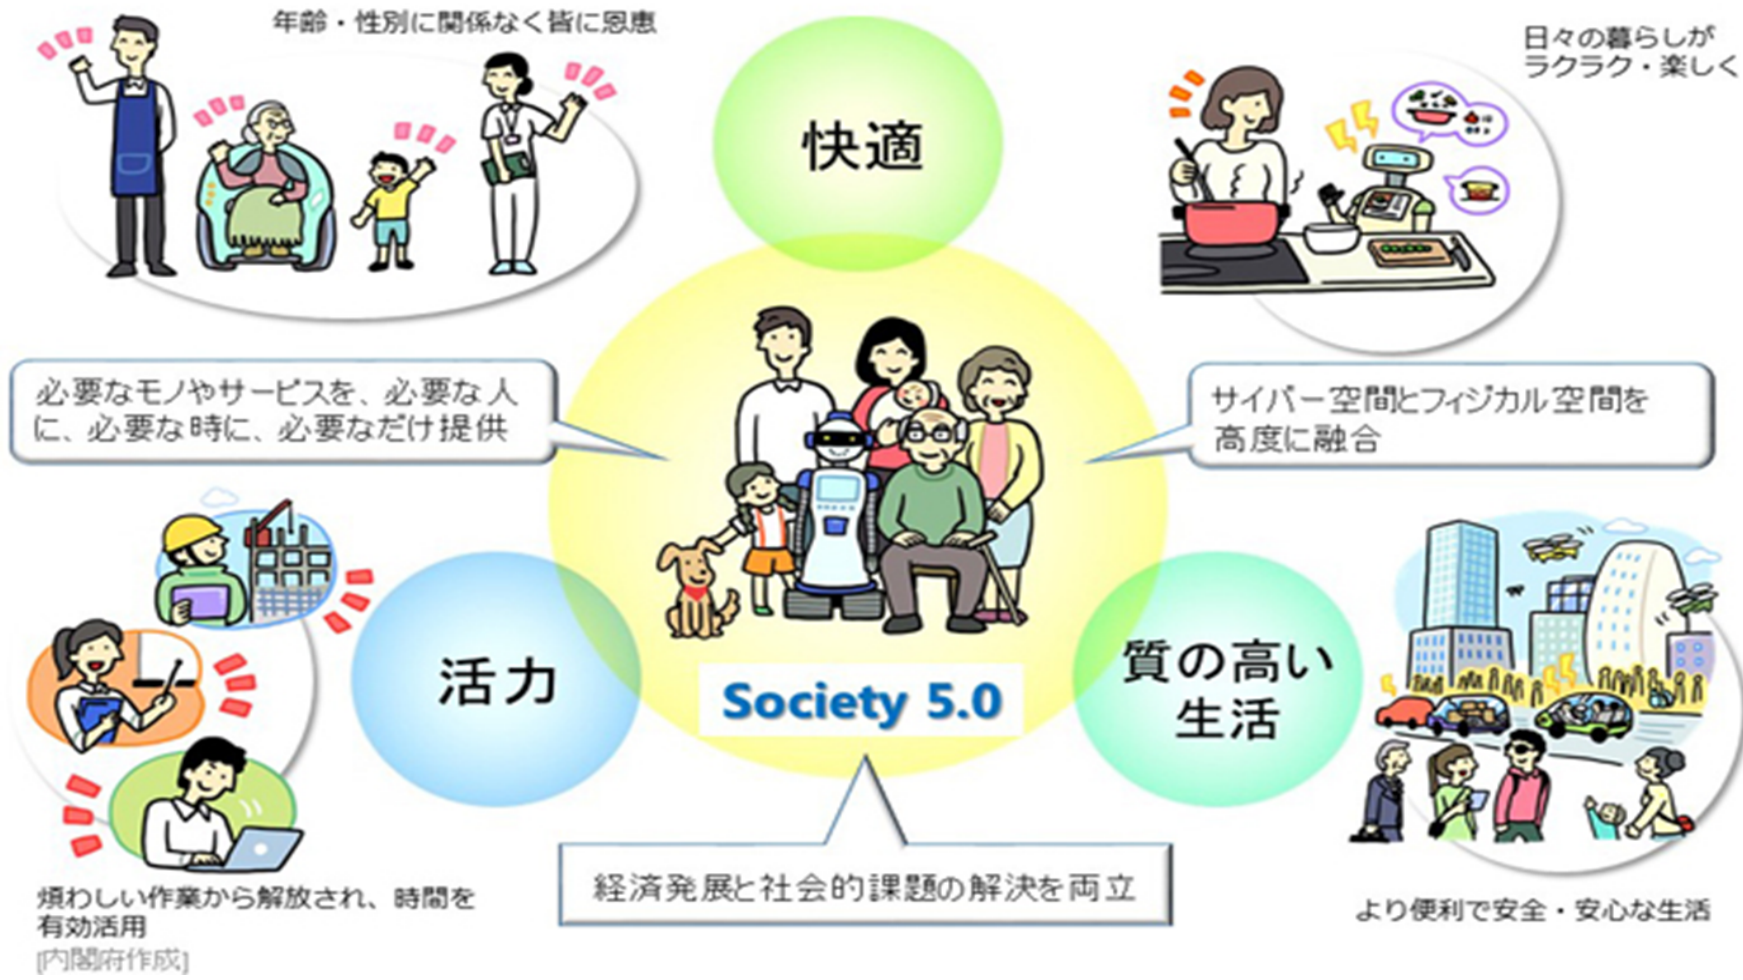 年齢・性別に関係なく皆に恩恵
日々の暮らしが
ラクラク・楽しく
快適
必要なモノやサービスを、必要な人
に、必要な時に、必要なだけ提供
サイバー空間とフィジカル空間を
高度に融合
活力
Society 5.0
質の高い
生活
経済発展と社会的課題の解決を両立
煩わしい作業から解放され、時間を
有効活用
[内閣府作成]
より便利で安全・安心な生活